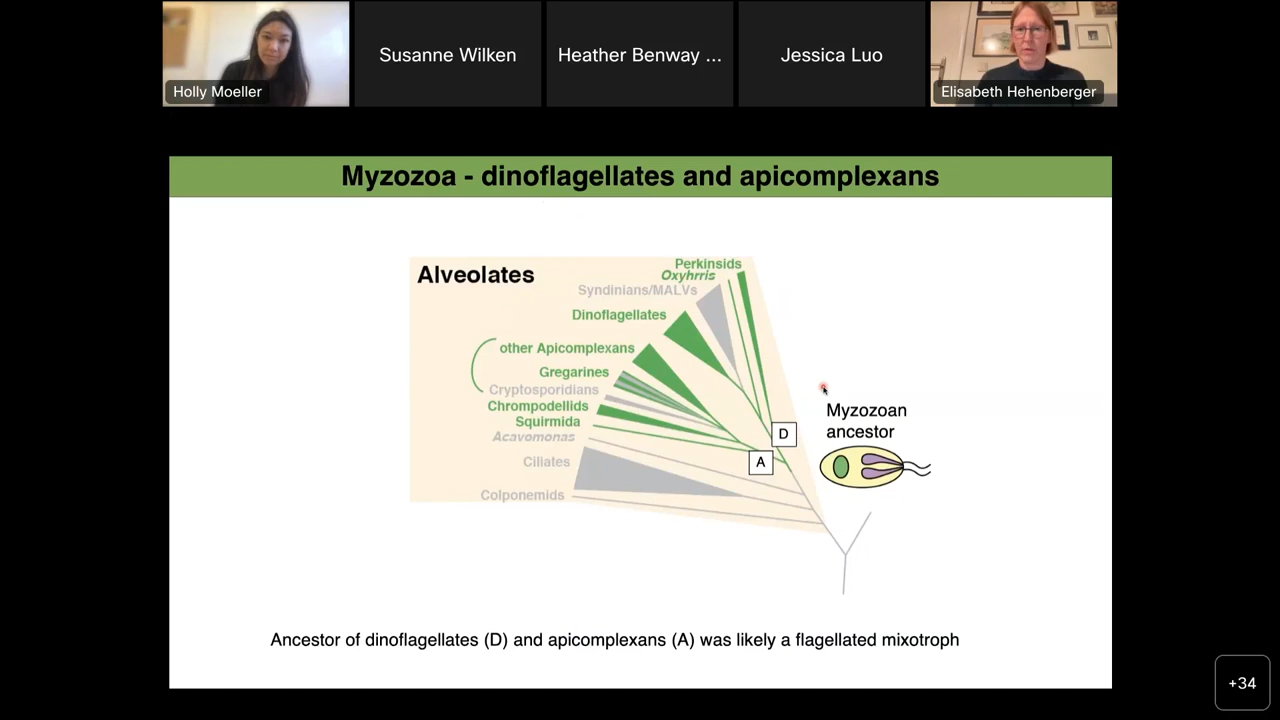 Holly Moeller
Susanne Wilken
Heather Benway ...
Jessica Luo
Elisabeth Hehenberger
Myzozoa - dinoflagellates and apicomplexans
Alveolates
Perkinsids
Oxyhrris
Syndinians/MALVs
Dinoflagellates
other Apicomplexans
Gregarines
Cryptosporidians
Chrompodellids
Squirmida
Acavomonas
Ciliates
Colponemids
D
A
Myzozoan
ancestor
Ancestor of dinoflagellates (D) and apicomplexans (A) was likely a flagellated mixotroph
+34